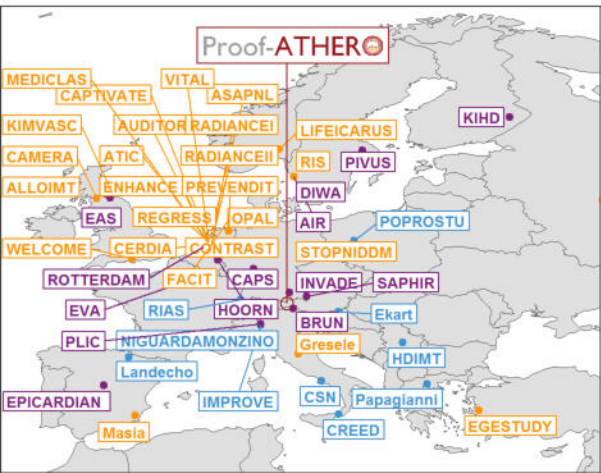 Proof-ATHERO
MEDICLAS
VITAL
CAPTIVATE
ASAPNL
KIMVASC
AUDITOR
RADIANCEI
LIFEICARUS
KIHD
CAMERA
ATIC
RADIANCEII
RIS
PIVUS
ALLOIMT
ENHANCE
PREVENDIT
DIWA
EAS
REGRESS
OPAL
AIR
POPROSTU
WELCOME
CERDIA
CONTRAST
STOPNIDDM
ROTTERDAM
FACIT
CAPS
INVADE
SAPHIR
EVA
RIAS
HOORN
BRUN
Ekart
PLIC
NIGUARDAMONZINO
Gresele
HDIMT
Landecho
EPICARDIAN
IMPROVE
CSN
Papagianni
Masia
CREED
EGESTUDY